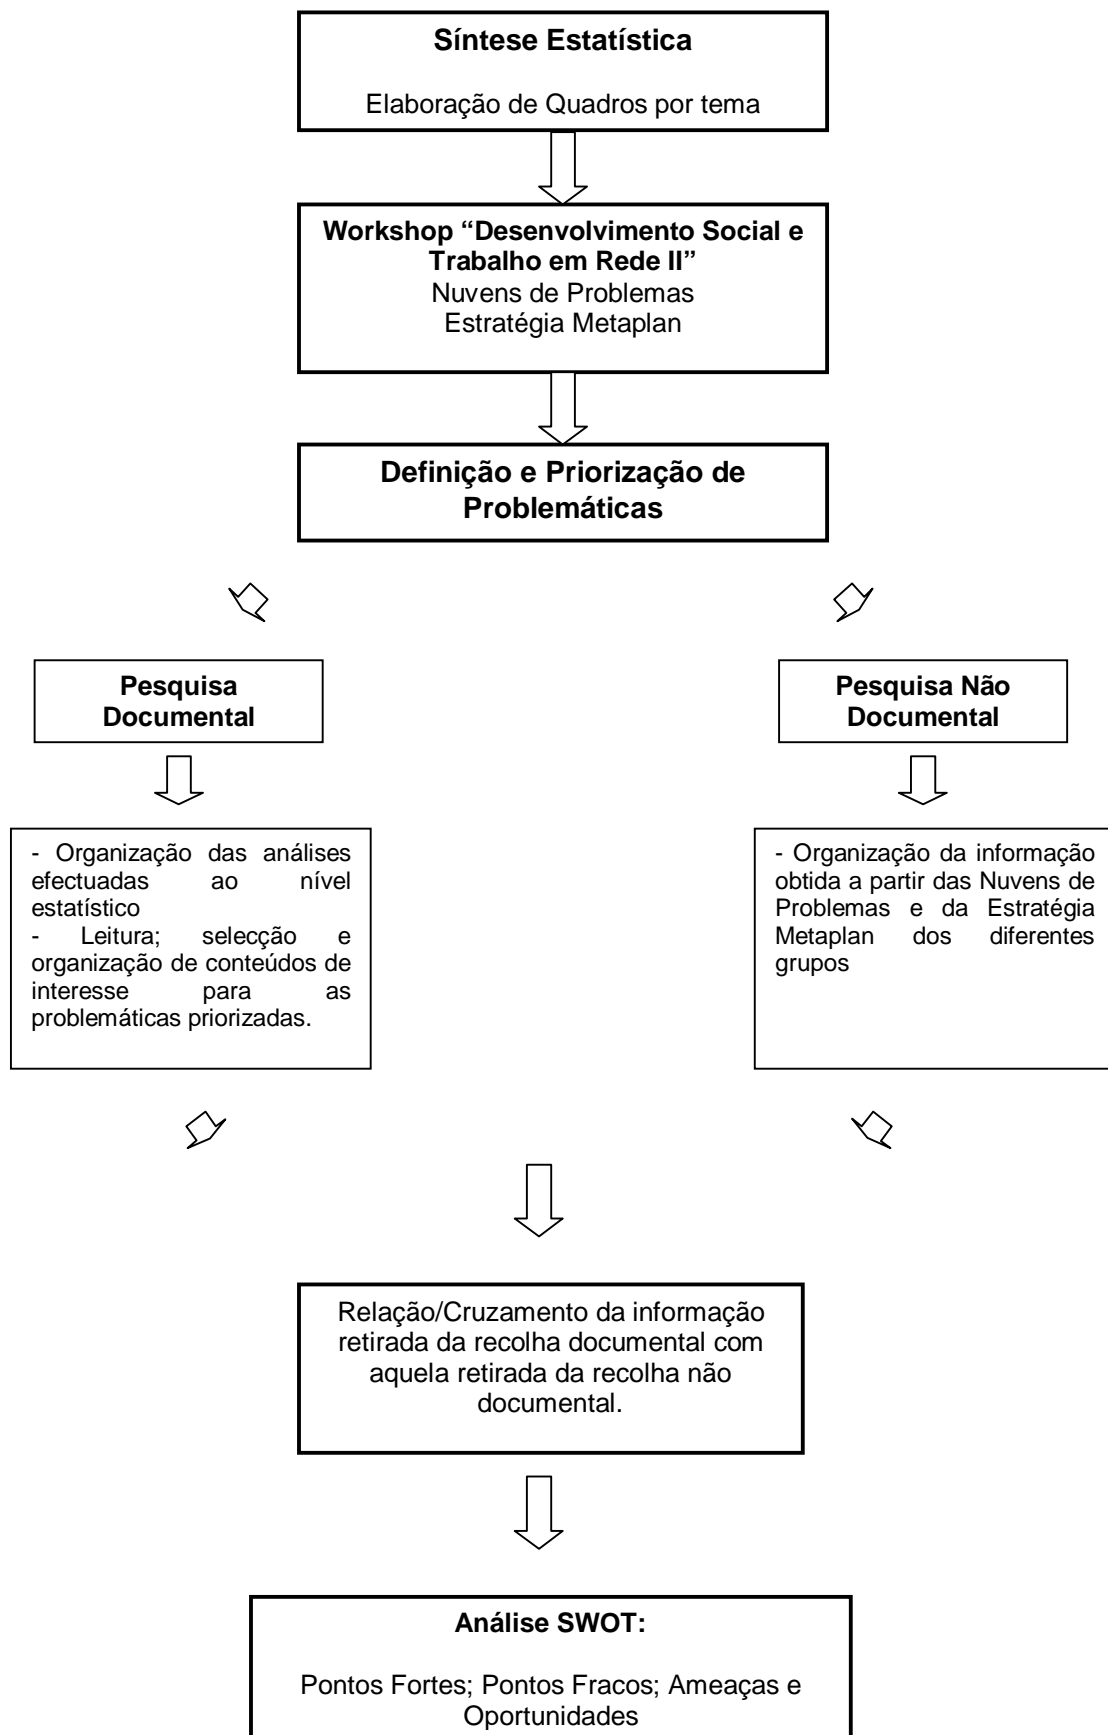 Síntese Estatística
Elaboração de Quadros por tema
Workshop “Desenvolvimento Social e
Trabalho em Rede II”
Nuvens de Problemas
Estratégia Metaplan
Definição e Priorização de
Problemáticas
Pesquisa
Documental
Pesquisa Não
Documental
- Organização das análises
efectuadas ao nível
estatístico
- Leitura; selecção e
organização de conteúdos de
interesse para as
problemáticas priorizadas.
- Organização da informação
obtida a partir das Nuvens de
Problemas e da Estratégia
Metaplan dos diferentes
grupos
Relação/Cruzamento da informação
retirada da recolha documental com
aquela retirada da recolha não
documental.
Análise SWOT:
Pontos Fortes; Pontos Fracos; Ameaças e
Oportunidades